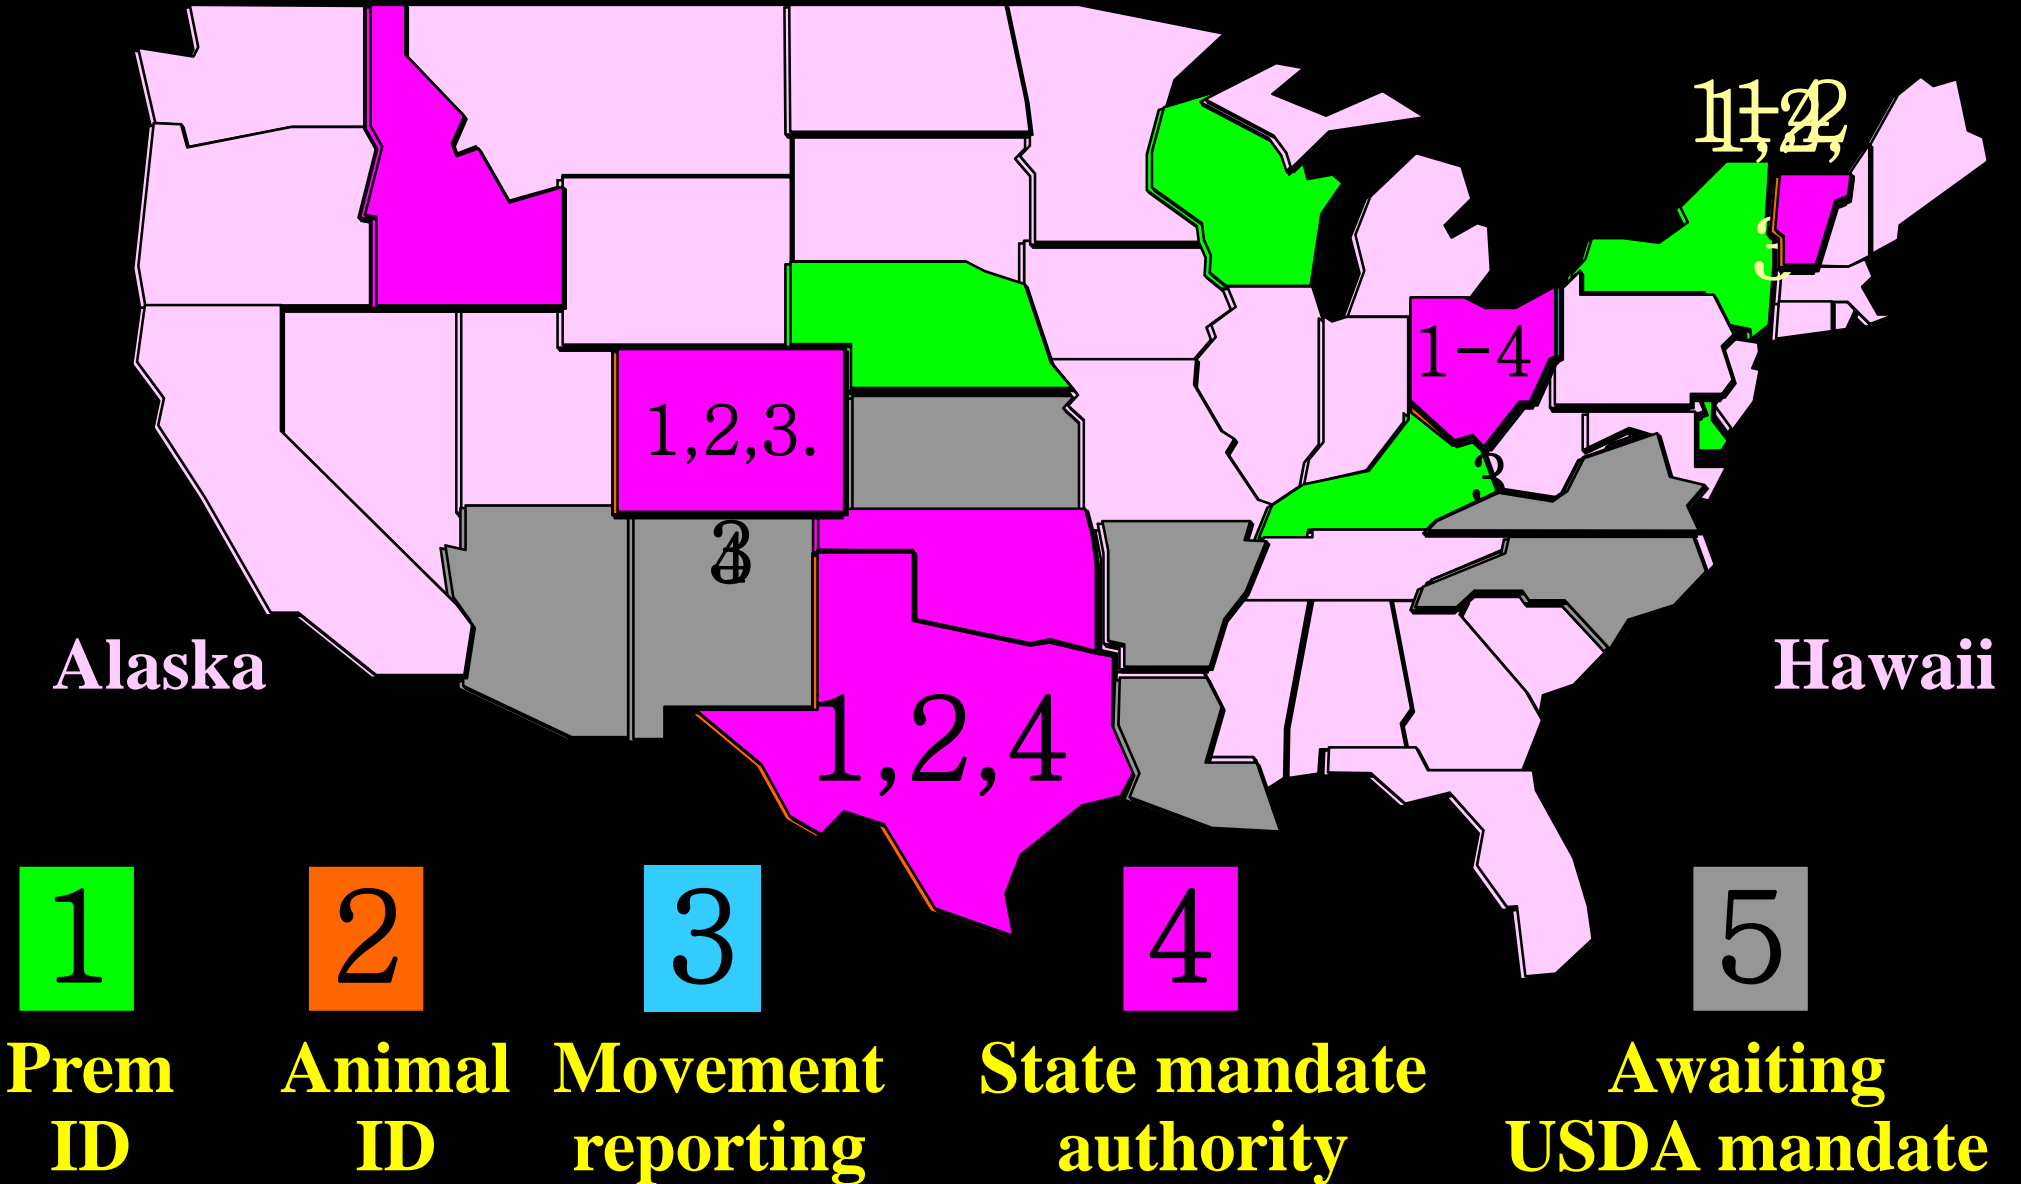 1-4
1,2,3.
Alaska
Hawaii
1,2,4
1
2
3
4
5
Prem
ID
Animal
ID
Movement
reporting
State mandate
authority
Awaiting
USDA mandate